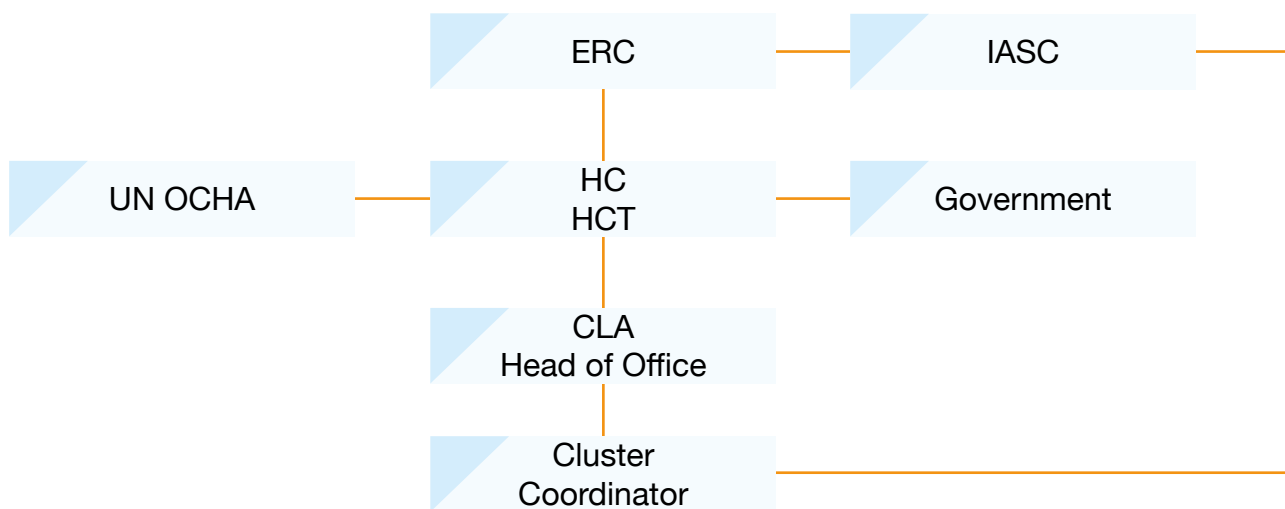 ERC
IASC
UN OCHA
HC
HCT
Government
CLA
Head of Office
Cluster
Coordinator